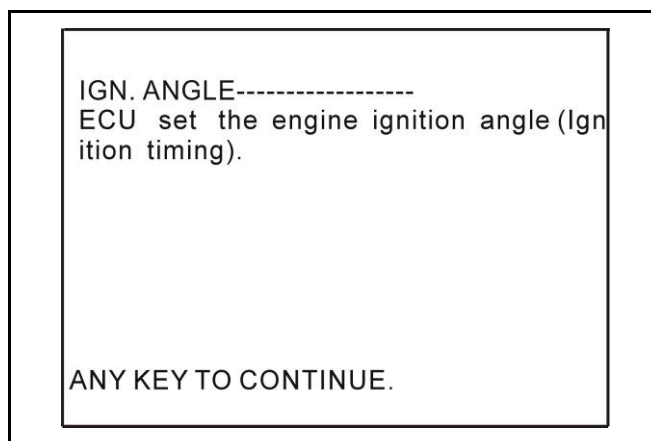 IGN. ANGLE------------------
ECU set the engine ignition angle (Ign
ition timing).
ANY KEY TO CONTINUE.